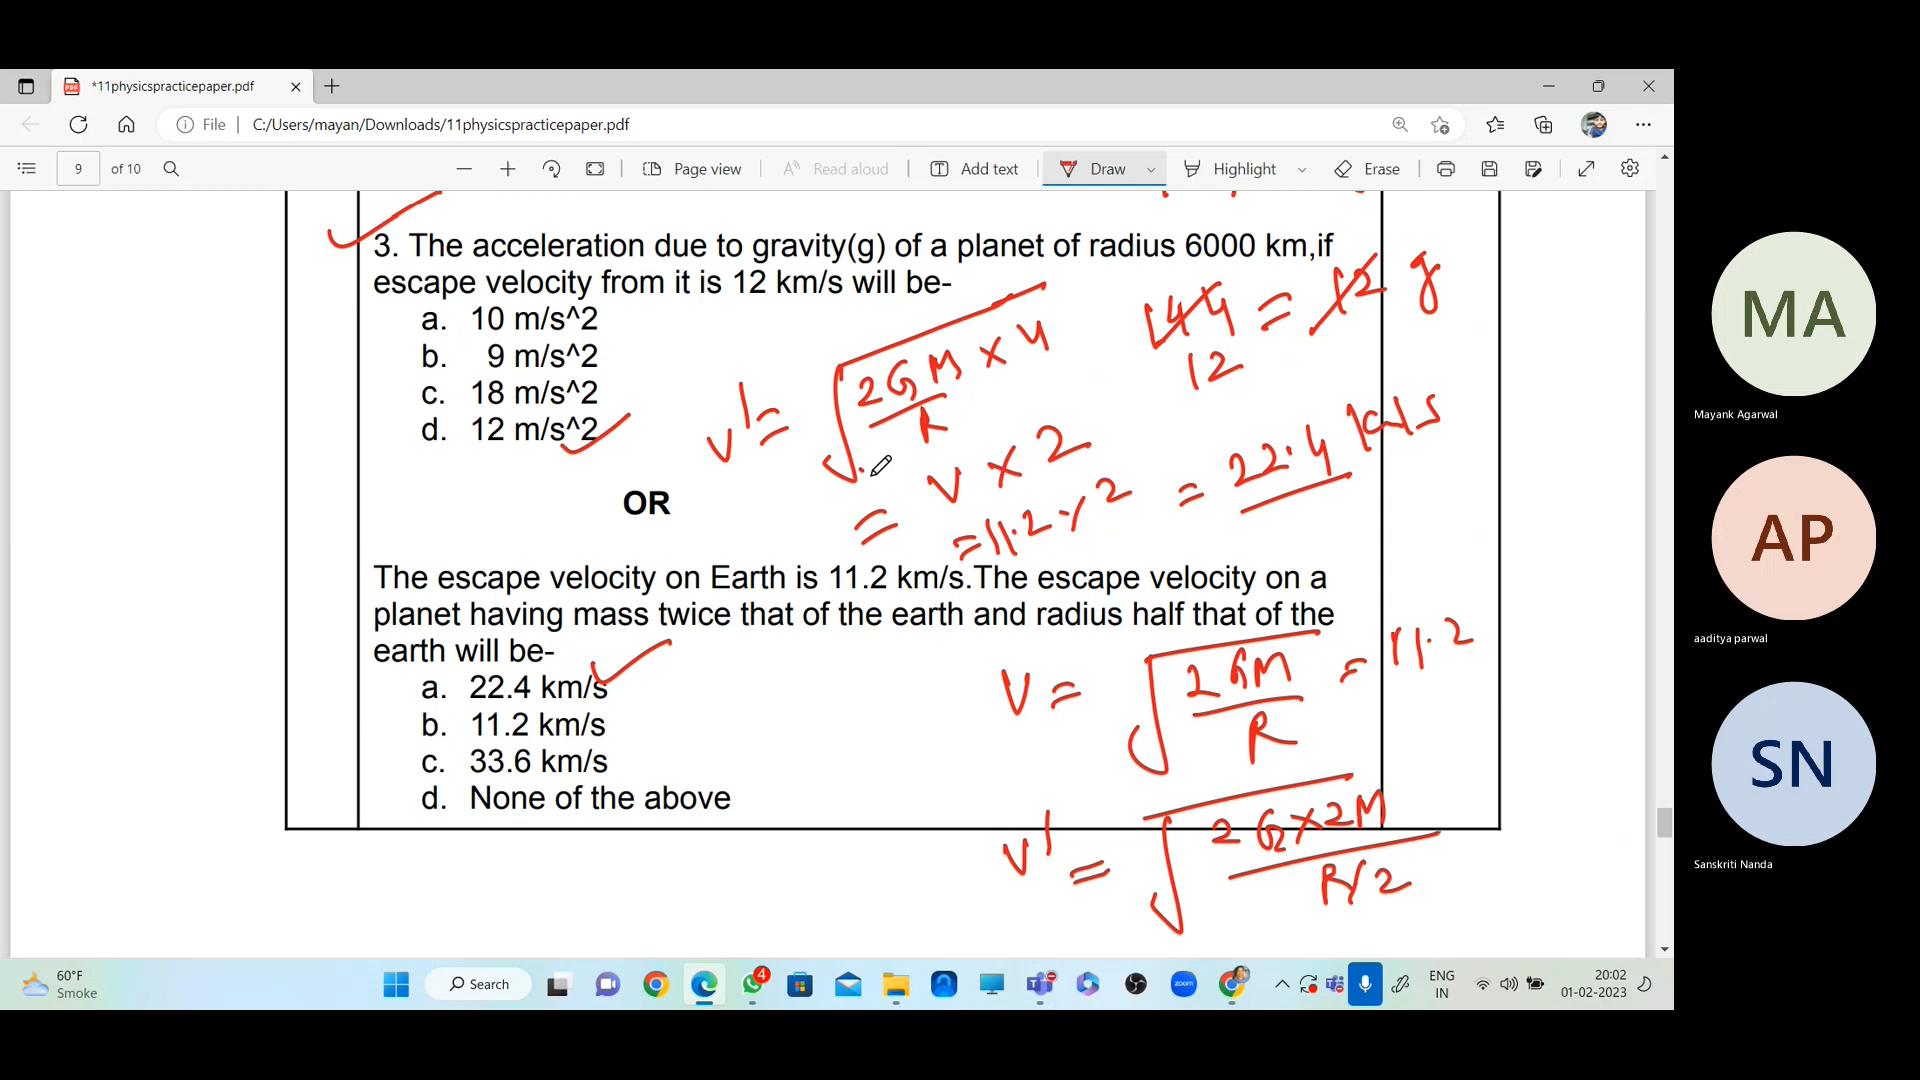 *11physicspracticepaper.pdf
File
C:/Users/mayan/Downloads/11physicspracticepaper.pdf
9 of 10
Page view
Read aloud
Add text
Draw
Highlight
Erase
3. The acceleration due to gravity(g) of a planet of radius 6000 km,if
escape velocity from it is 12 km/s will be-
a. 10 m/s^2
b. 9 m/s^2
c. 18 m/s^2
d. 12 m/s^2
144 = 12 g
12
v' = √2GM × 4
R
= v × 2
= 11.2 × 2 = 22.4 km/s
OR
The escape velocity on Earth is 11.2 km/s.The escape velocity on a
planet having mass twice that of the earth and radius half that of the
earth will be-
a. 22.4 km/s
b. 11.2 km/s
c. 33.6 km/s
d. None of the above
V = √2GM = 11.2
R
v' = √2G×2M
R/2
MA
Mayank Agarwal
AP
aaditya parwal
SN
Sanskriti Nanda
60°F
Smoke
Search
4
zoom
ENG
IN
20:02
01-02-2023